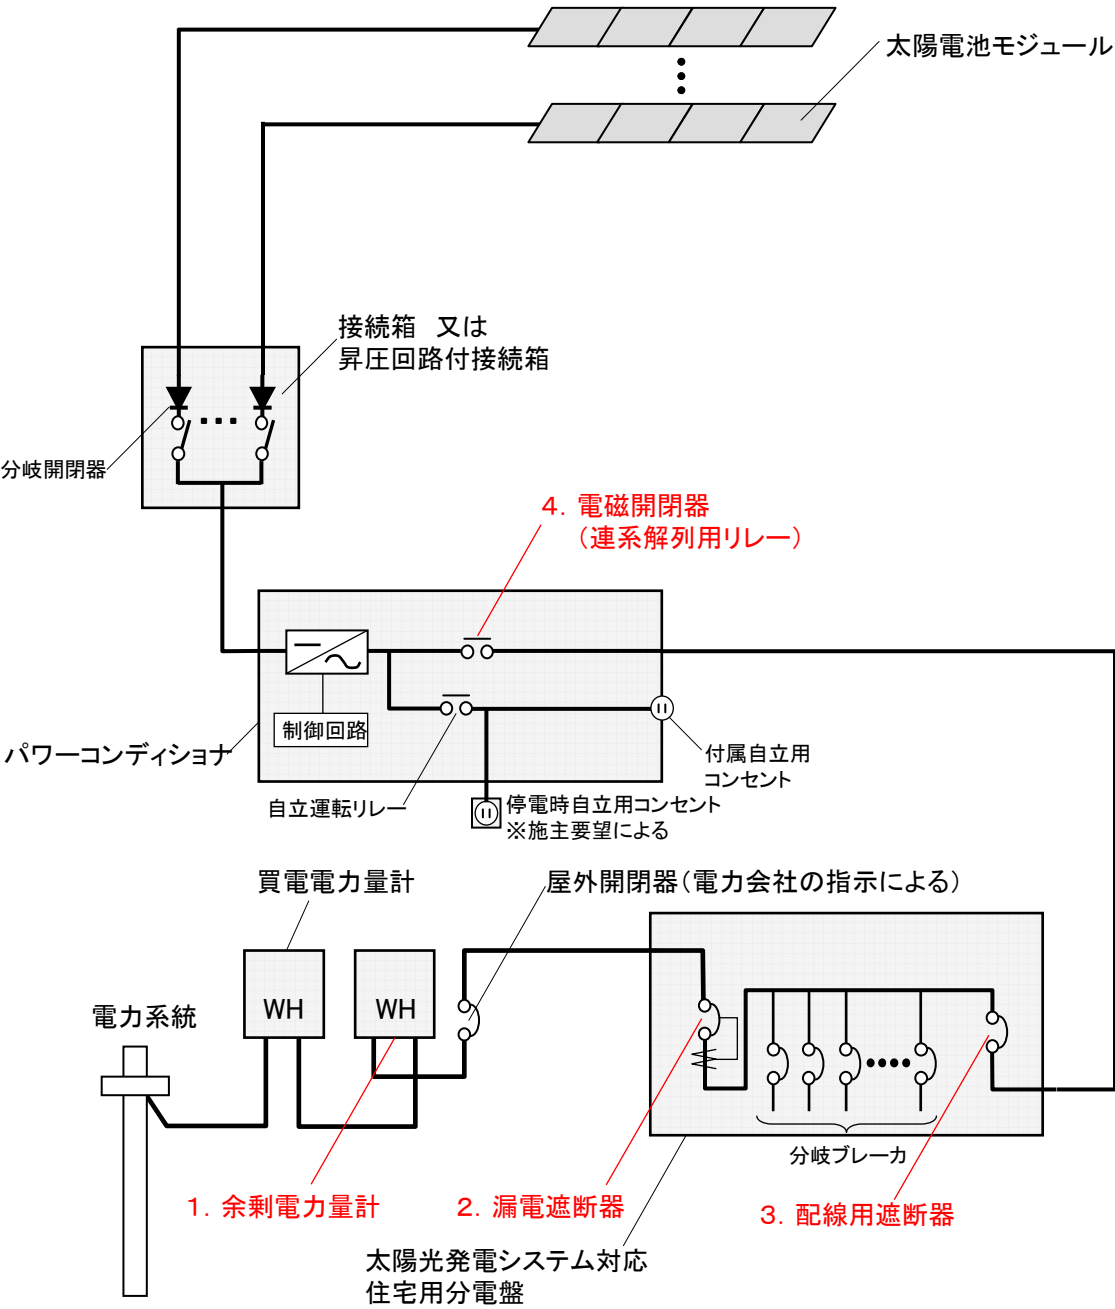 太陽電池モジュール
接続箱　又は
昇圧回路付接続箱
分岐開閉器
4．電磁開閉器
（連系解列用リレー）
制御回路
パワーコンディショナ
付属自立用
コンセント
自立運転リレー
停電時自立用コンセント
※施主要望による
買電電力量計
屋外開閉器（電力会社の指示による）
WH
WH
電力系統
分岐ブレーカ
1．余剰電力量計
2．漏電遮断器
3．配線用遮断器
太陽光発電システム対応
住宅用分電盤